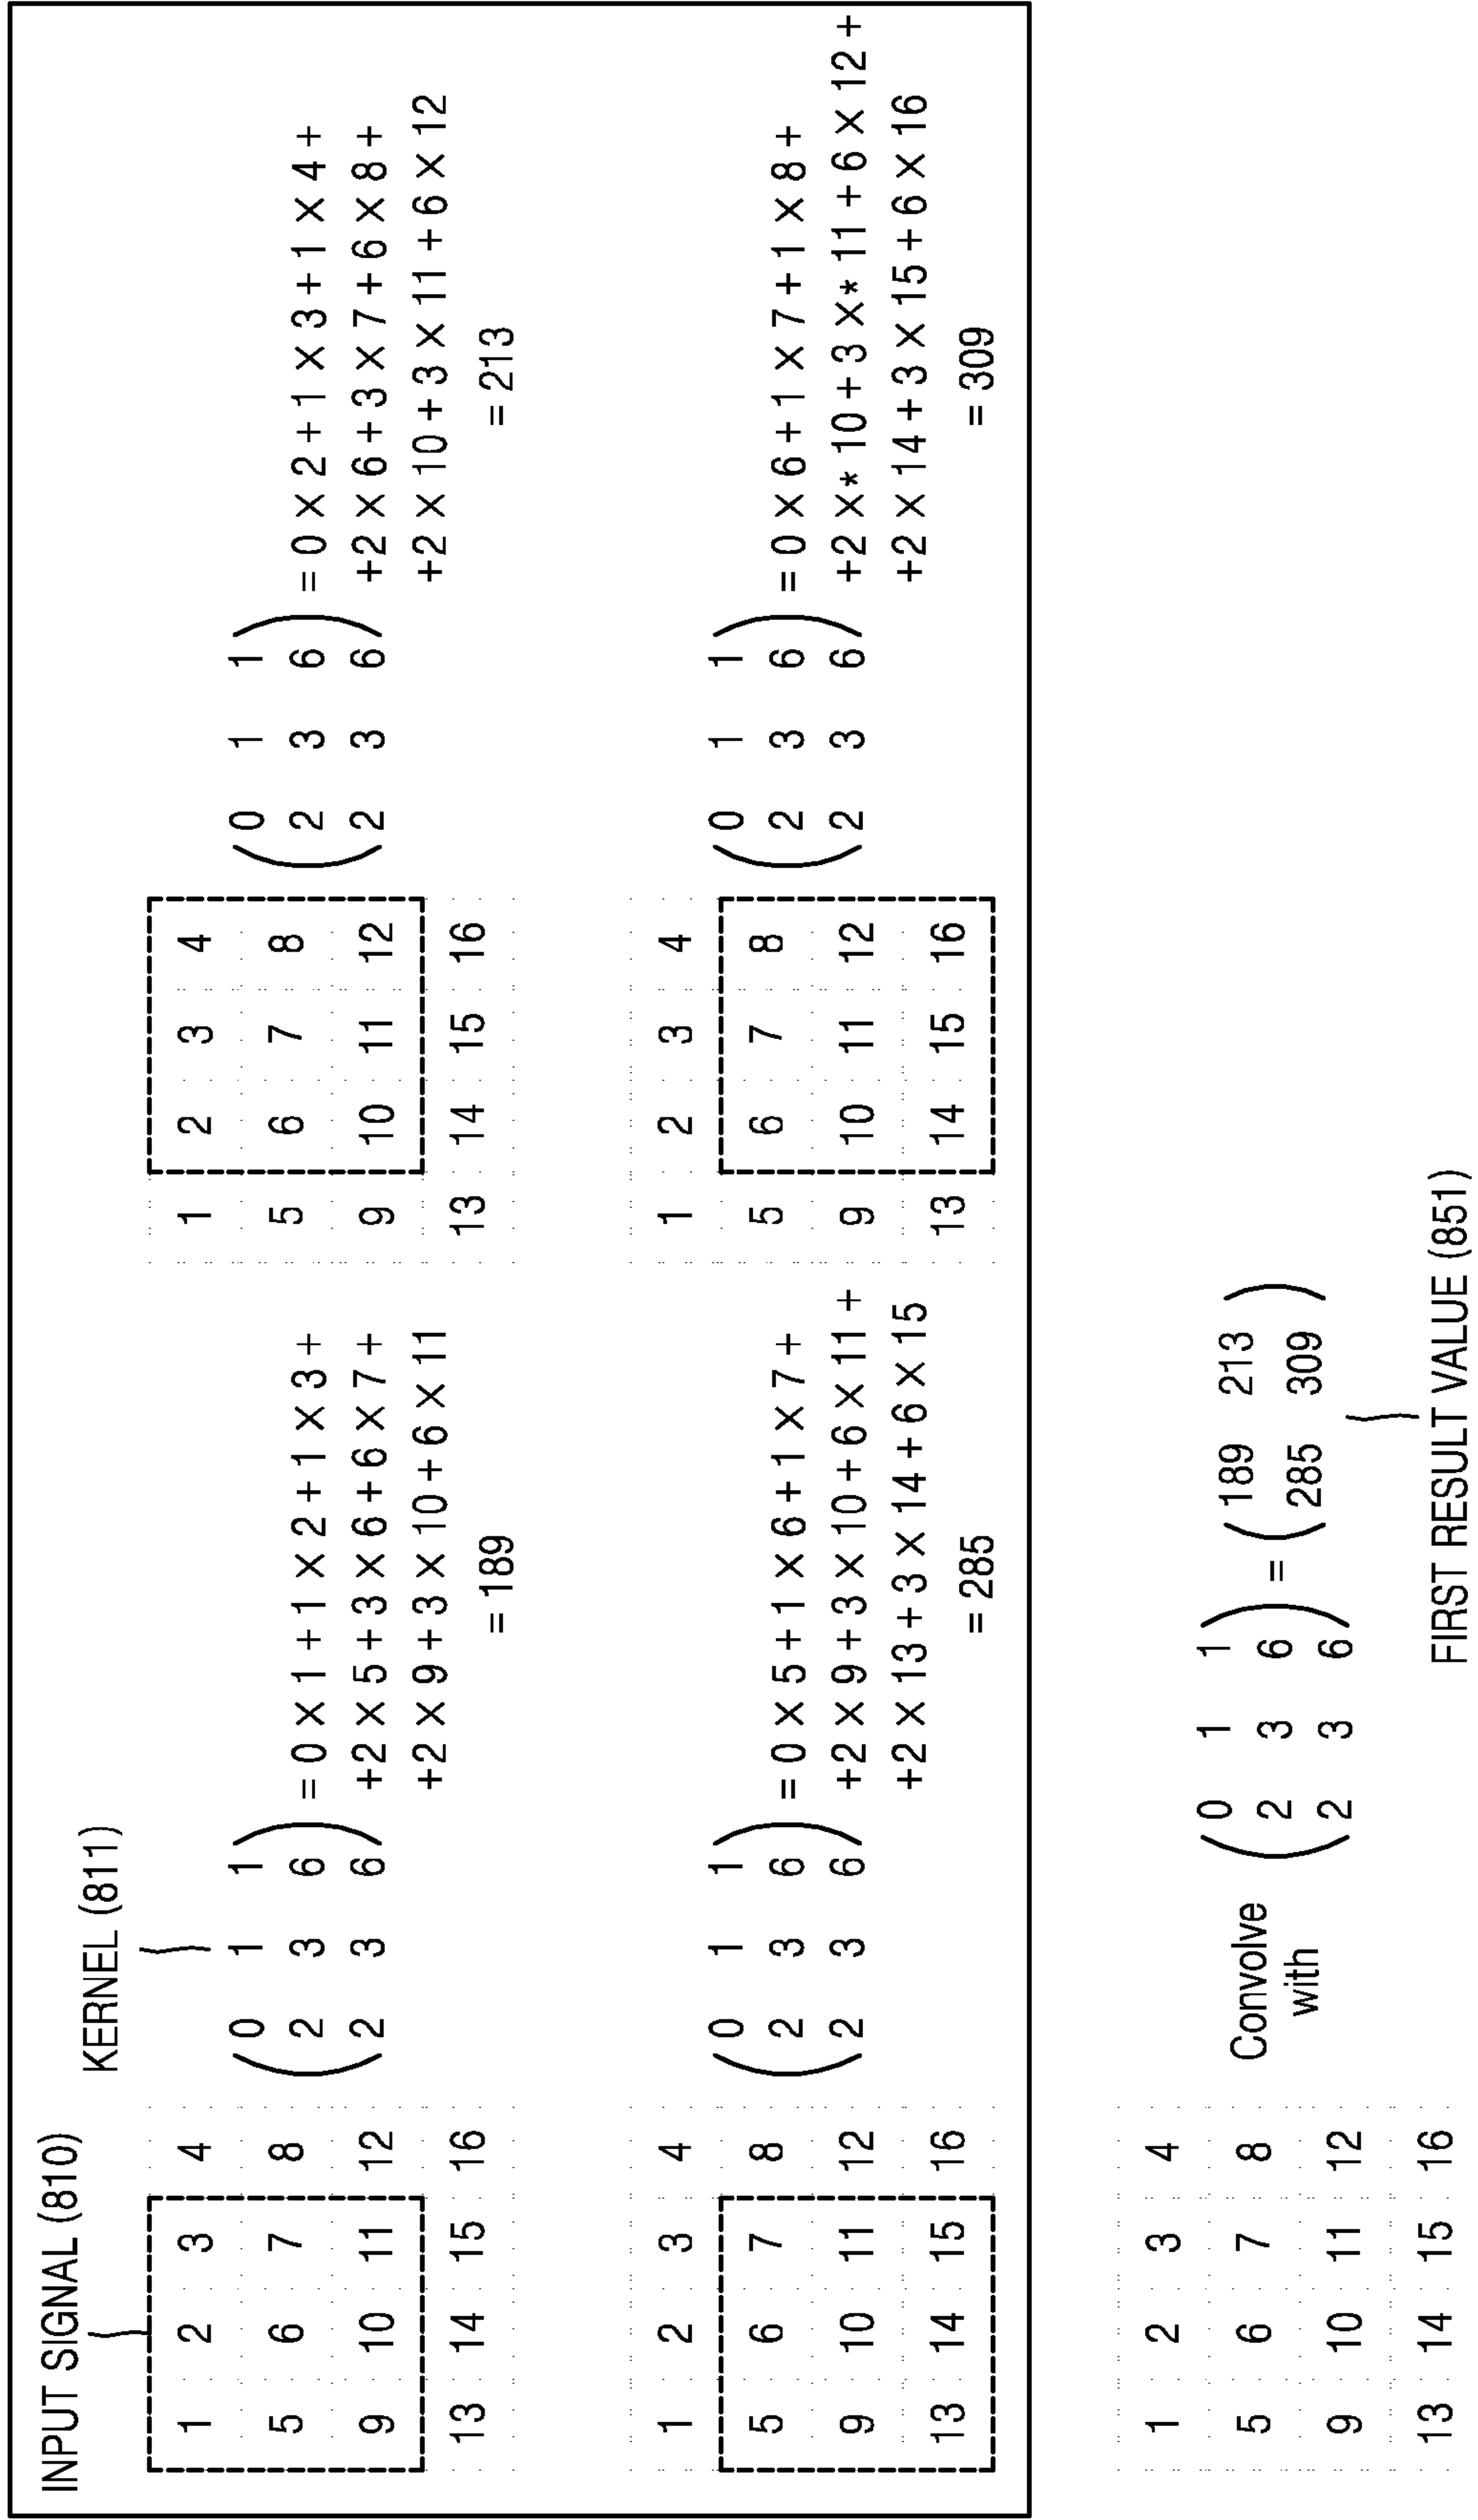 INPUT SIGNAL (810)
KERNEL (811)
1 2 3 4
5 6 7 8
9 10 11 12
13 14 15 16
( 0 1 1
2 3 6
2 3 6 )
= 0 × 1 + 1 × 2 + 1 × 3 +
+2 × 5 + 3 × 6 + 6 × 7 +
+2 × 9 + 3 × 10 + 6 × 11
= 189
1 2 3 4
5 6 7 8
9 10 11 12
13 14 15 16
( 0 1 1
2 3 6
2 3 6 )
= 0 × 2 + 1 × 3 + 1 × 4 +
+2 × 6 + 3 × 7 + 6 × 8 +
+2 × 10 + 3 × 11 + 6 × 12
= 213
1 2 3 4
5 6 7 8
9 10 11 12
13 14 15 16
( 0 1 1
2 3 6
2 3 6 )
= 0 × 5 + 1 × 6 + 1 × 7 +
+2 × 9 + 3 × 10 + 6 × 11 +
+2 × 13 + 3 × 14 + 6 × 15
= 285
1 2 3 4
5 6 7 8
9 10 11 12
13 14 15 16
( 0 1 1
2 3 6
2 3 6 )
= 0 × 6 + 1 × 7 + 1 × 8 +
+2 ×* 10 + 3 ×* 11 + 6 × 12 +
+2 × 14 + 3 × 15 + 6 × 16
= 309
1 2 3 4
5 6 7 8
9 10 11 12
13 14 15 16
Convolve
with
( 0 1 1
2 3 6
2 3 6 )
=
( 189 213
285 309 )
FIRST RESULT VALUE (851)